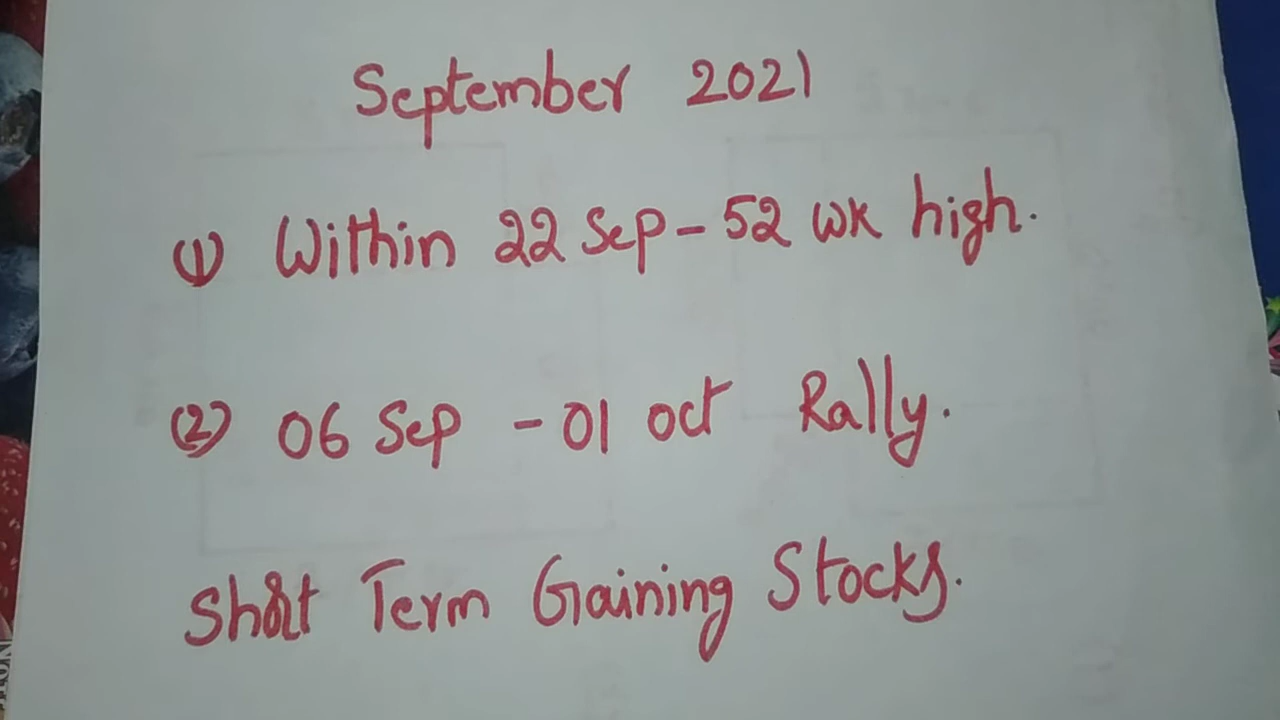 September 2021
(1) Within 22 Sep - 52 wk high.
(2) 06 Sep - 01 oct Rally.
Short Term Gaining Stocks.